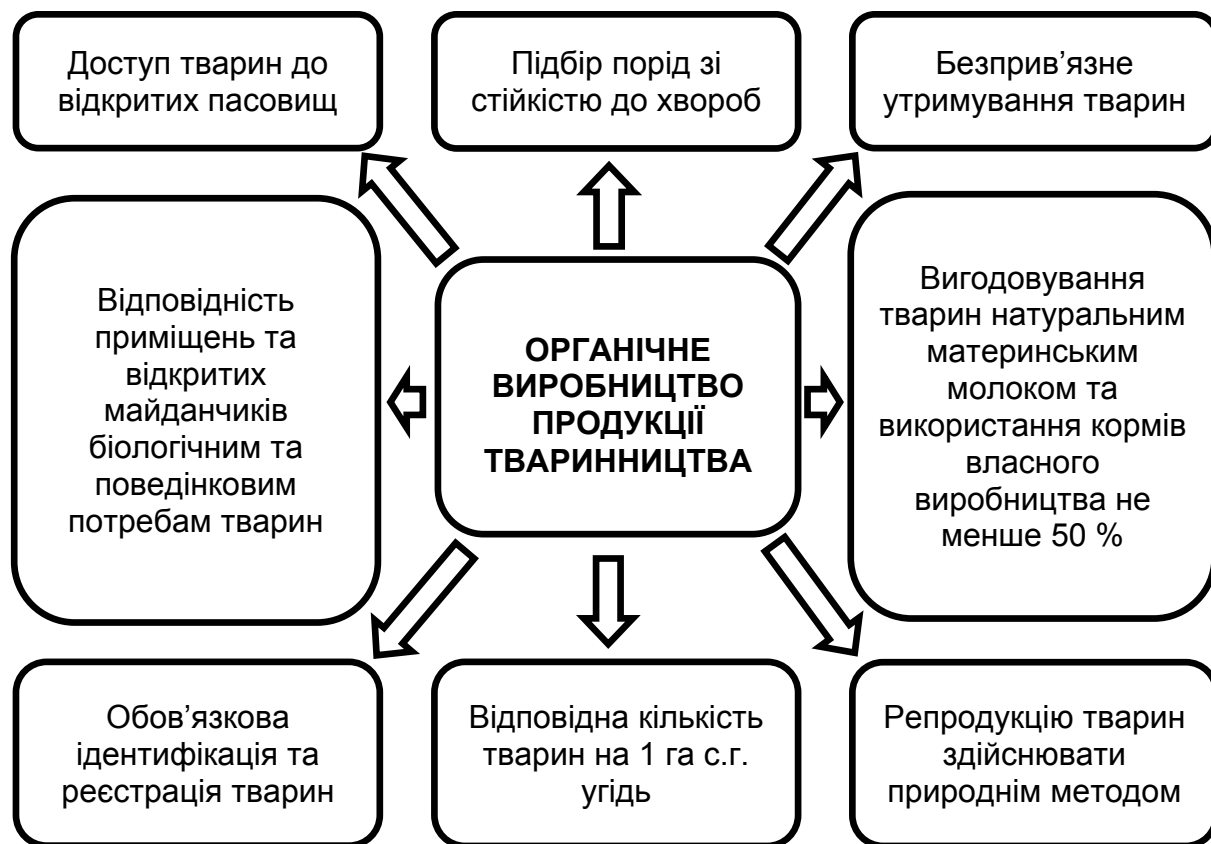 Доступ тварин до
відкритих пасовищ
Підбір порід зі
стійкістю до хвороб
Безприв’язне
утримування тварин
Відповідність
приміщень та
відкритих
майданчиків
біологічним та
поведінковим
потребам тварин
ОРГАНІЧНЕ
ВИРОБНИЦТВО
ПРОДУКЦІЇ
ТВАРИННИЦТВА
Вигодовування
тварин натуральним
материнським
молоком та
використання кормів
власного
виробництва не
менше 50 %
Обов’язкова
ідентифікація та
реєстрація тварин
Відповідна кількість
тварин на 1 га с.г.
угідь
Репродукцію тварин
здійснювати
природнім методом